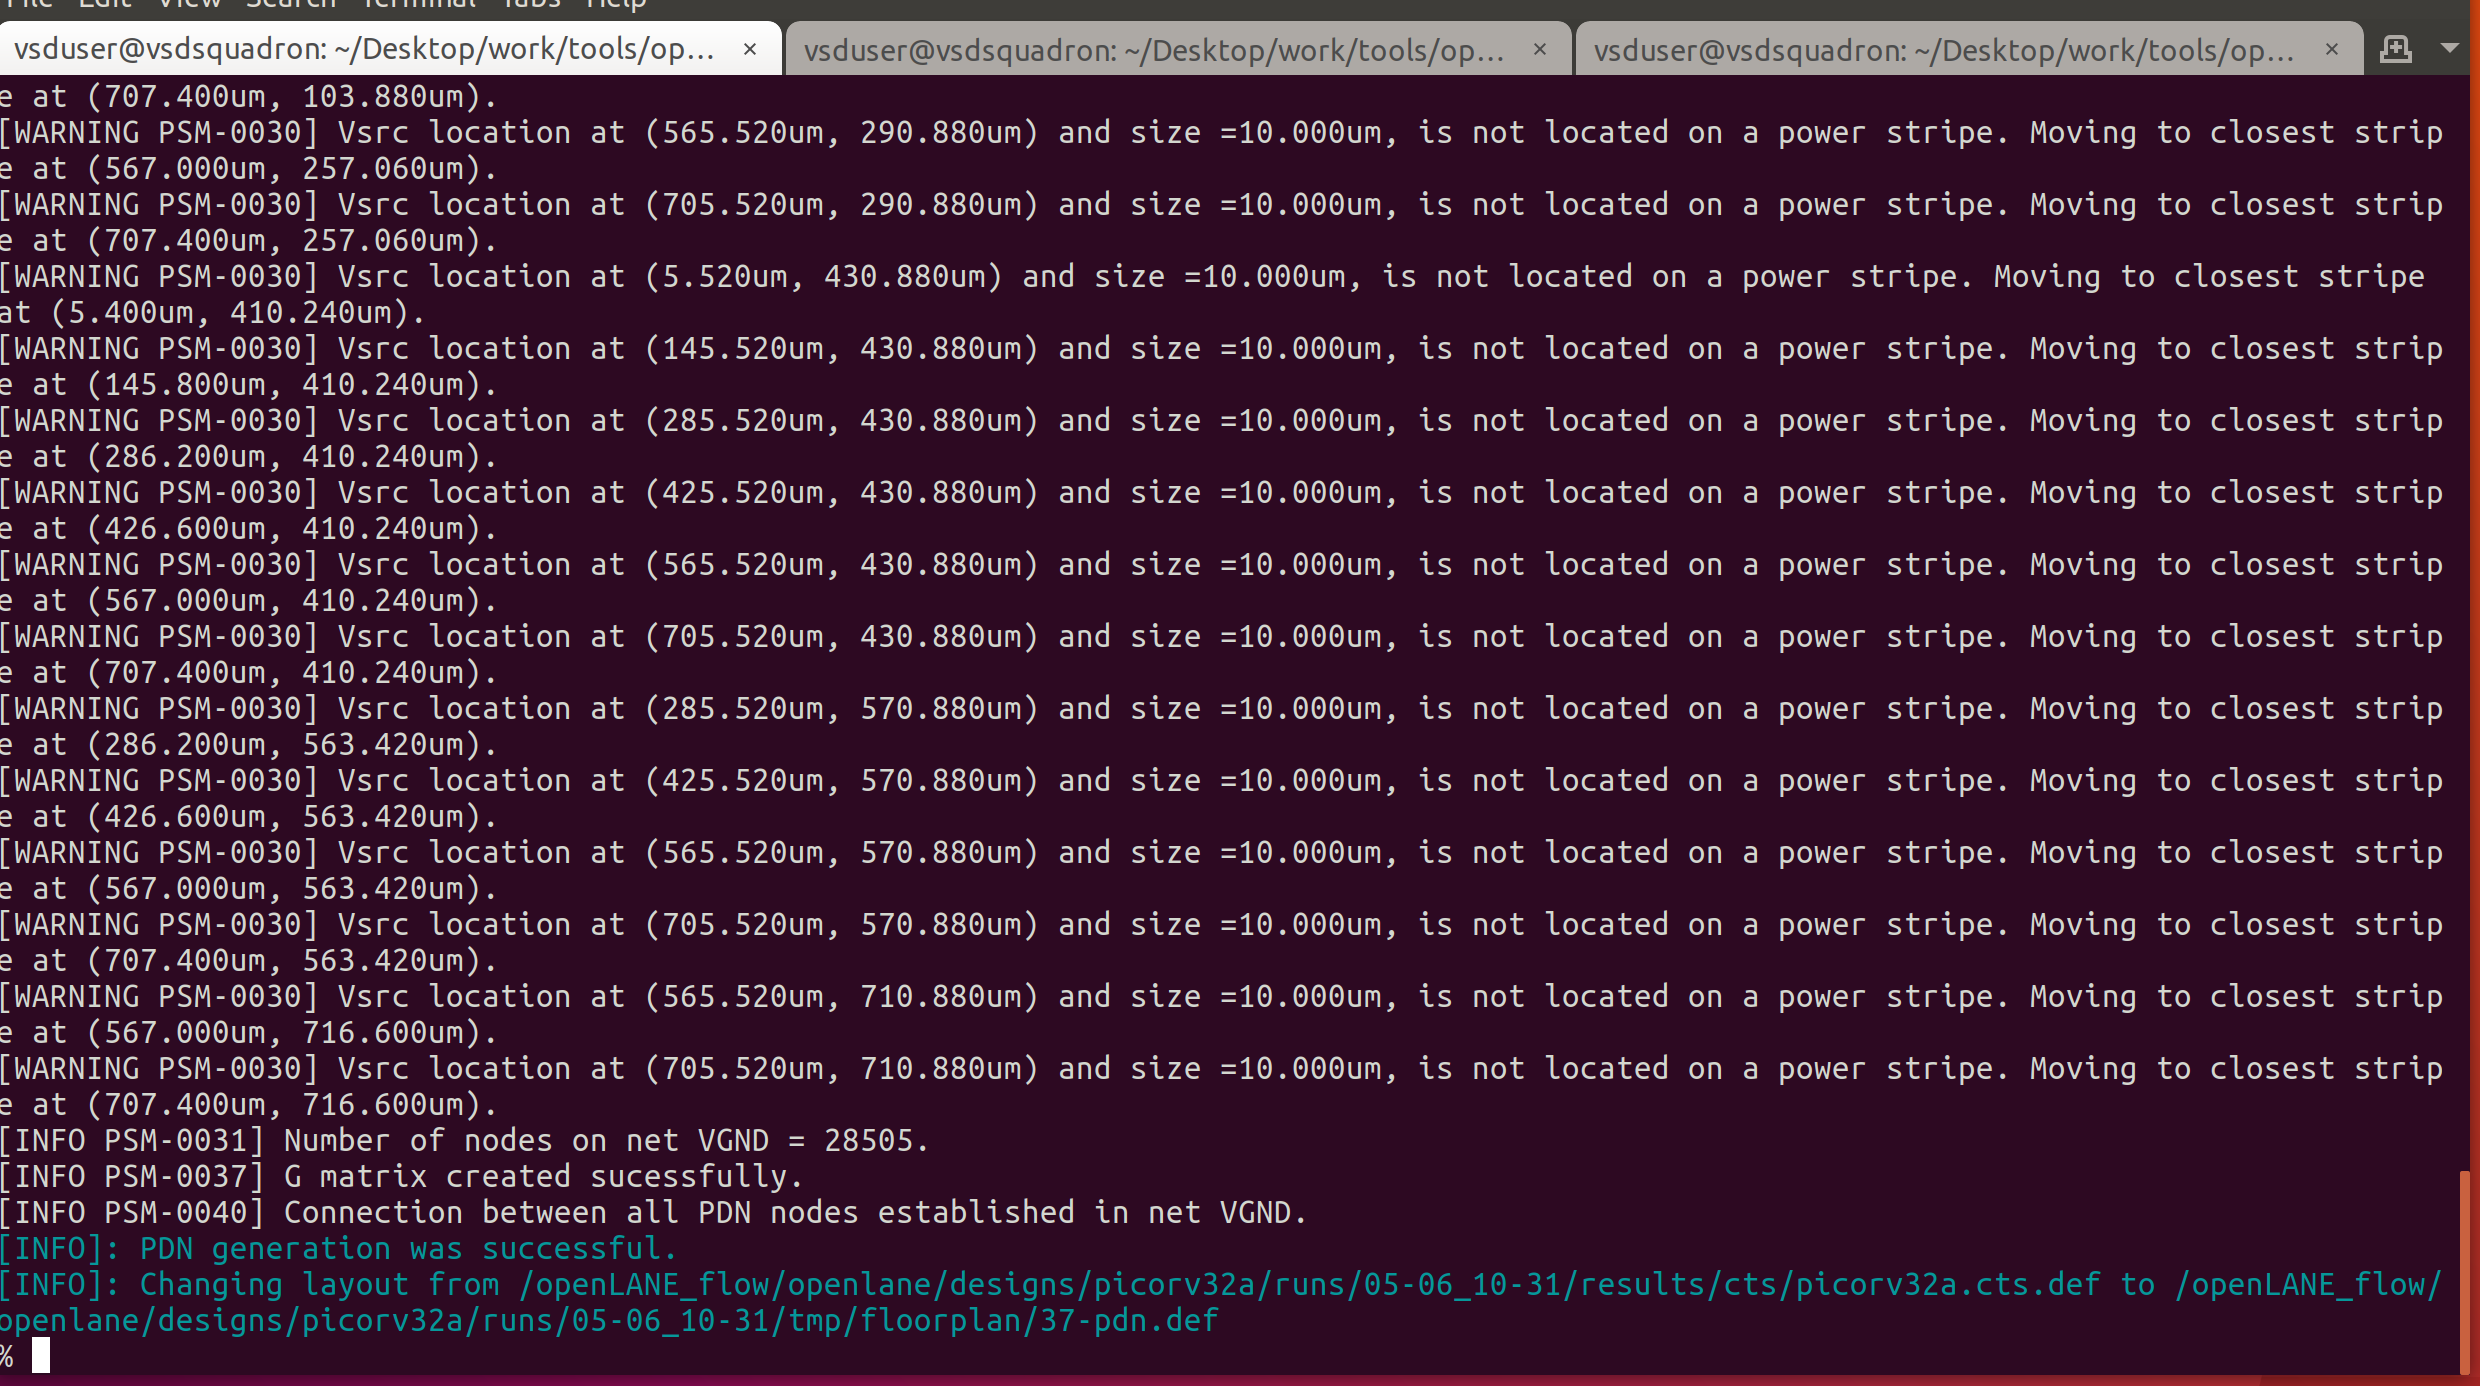 File Edit View Search Terminal Tabs Help
vsduser@vsdsquadron: ~/Desktop/work/tools/op... × vsduser@vsdsquadron: ~/Desktop/work/tools/op... × vsduser@vsdsquadron: ~/Desktop/work/tools/op... ×
e at (707.400um, 103.880um).
[WARNING PSM-0030] Vsrc location at (565.520um, 290.880um) and size =10.000um, is not located on a power stripe. Moving to closest strip
e at (567.000um, 257.060um).
[WARNING PSM-0030] Vsrc location at (705.520um, 290.880um) and size =10.000um, is not located on a power stripe. Moving to closest strip
e at (707.400um, 257.060um).
[WARNING PSM-0030] Vsrc location at (5.520um, 430.880um) and size =10.000um, is not located on a power stripe. Moving to closest stripe
at (5.400um, 410.240um).
[WARNING PSM-0030] Vsrc location at (145.520um, 430.880um) and size =10.000um, is not located on a power stripe. Moving to closest strip
e at (145.800um, 410.240um).
[WARNING PSM-0030] Vsrc location at (285.520um, 430.880um) and size =10.000um, is not located on a power stripe. Moving to closest strip
e at (286.200um, 410.240um).
[WARNING PSM-0030] Vsrc location at (425.520um, 430.880um) and size =10.000um, is not located on a power stripe. Moving to closest strip
e at (426.600um, 410.240um).
[WARNING PSM-0030] Vsrc location at (565.520um, 430.880um) and size =10.000um, is not located on a power stripe. Moving to closest strip
e at (567.000um, 410.240um).
[WARNING PSM-0030] Vsrc location at (705.520um, 430.880um) and size =10.000um, is not located on a power stripe. Moving to closest strip
e at (707.400um, 410.240um).
[WARNING PSM-0030] Vsrc location at (285.520um, 570.880um) and size =10.000um, is not located on a power stripe. Moving to closest strip
e at (286.200um, 563.420um).
[WARNING PSM-0030] Vsrc location at (425.520um, 570.880um) and size =10.000um, is not located on a power stripe. Moving to closest strip
e at (426.600um, 563.420um).
[WARNING PSM-0030] Vsrc location at (565.520um, 570.880um) and size =10.000um, is not located on a power stripe. Moving to closest strip
e at (567.000um, 563.420um).
[WARNING PSM-0030] Vsrc location at (705.520um, 570.880um) and size =10.000um, is not located on a power stripe. Moving to closest strip
e at (707.400um, 563.420um).
[WARNING PSM-0030] Vsrc location at (565.520um, 710.880um) and size =10.000um, is not located on a power stripe. Moving to closest strip
e at (567.000um, 716.600um).
[WARNING PSM-0030] Vsrc location at (705.520um, 710.880um) and size =10.000um, is not located on a power stripe. Moving to closest strip
e at (707.400um, 716.600um).
[INFO PSM-0031] Number of nodes on net VGND = 28505.
[INFO PSM-0037] G matrix created sucessfully.
[INFO PSM-0040] Connection between all PDN nodes established in net VGND.
[INFO]: PDN generation was successful.
[INFO]: Changing layout from /openLANE_flow/openlane/designs/picorv32a/runs/05-06_10-31/results/cts/picorv32a.cts.def to /openLANE_flow/
openlane/designs/picorv32a/runs/05-06_10-31/tmp/floorplan/37-pdn.def
%